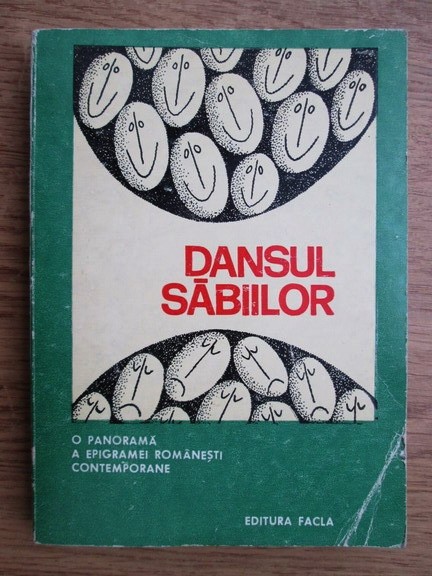 DANSUL
SĂBIILOR
O PANORAMĂ
A EPIGRAMEI ROMÂNEȘTI
CONTEMPORANE
EDITURA FACLA